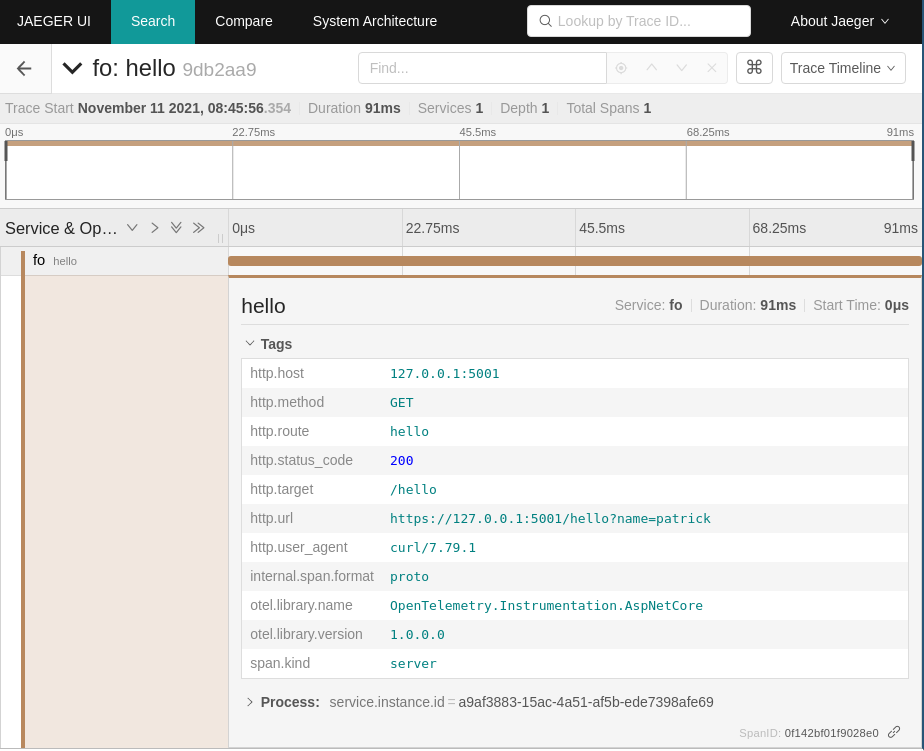 JAEGER UI Search Compare System Architecture Lookup by Trace ID... About Jaeger
fo: hello 9db2aa9 Find... ⌘ Trace Timeline
Trace Start November 11 2021, 08:45:56.354 Duration 91ms Services 1 Depth 1 Total Spans 1
0μs 22.75ms 45.5ms 68.25ms 91ms
Service & Op… 0μs 22.75ms 45.5ms 68.25ms 91ms
fo hello
hello Service: fo Duration: 91ms Start Time: 0μs
Tags
http.host 127.0.0.1:5001
http.method GET
http.route hello
http.status_code 200
http.target /hello
http.url https://127.0.0.1:5001/hello?name=patrick
http.user_agent curl/7.79.1
internal.span.format proto
otel.library.name OpenTelemetry.Instrumentation.AspNetCore
otel.library.version 1.0.0.0
span.kind server
Process: service.instance.id = a9af3883-15ac-4a51-af5b-ede7398afe69
SpanID: 0f142bf01f9028e0